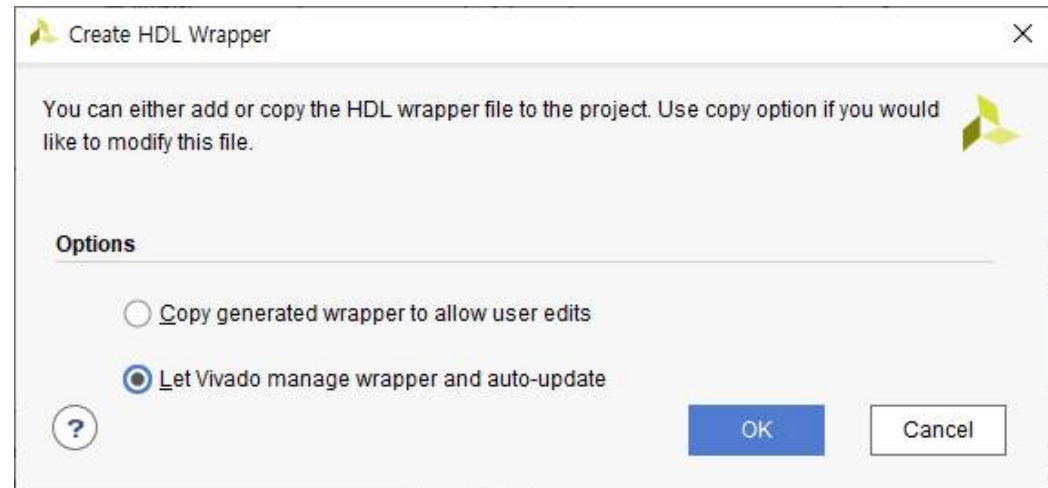 Create HDL Wrapper
You can either add or copy the HDL wrapper file to the project. Use copy option if you would
like to modify this file.
Options
Copy generated wrapper to allow user edits
Let Vivado manage wrapper and auto-update
?
OK
Cancel